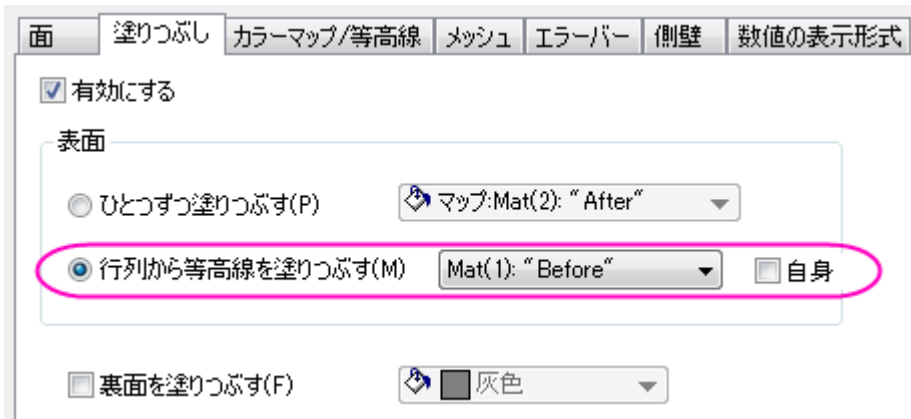 面 塗りつぶし カラーマップ/等高線 メッシュ エラーバー 側壁 数値の表示形式
有効にする
表面
ひとつずつ塗りつぶす(P) マップ:Mat(2): "After"
行列から等高線を塗りつぶす(M) Mat(1): "Before" 自身
裏面を塗りつぶす(F) 灰色